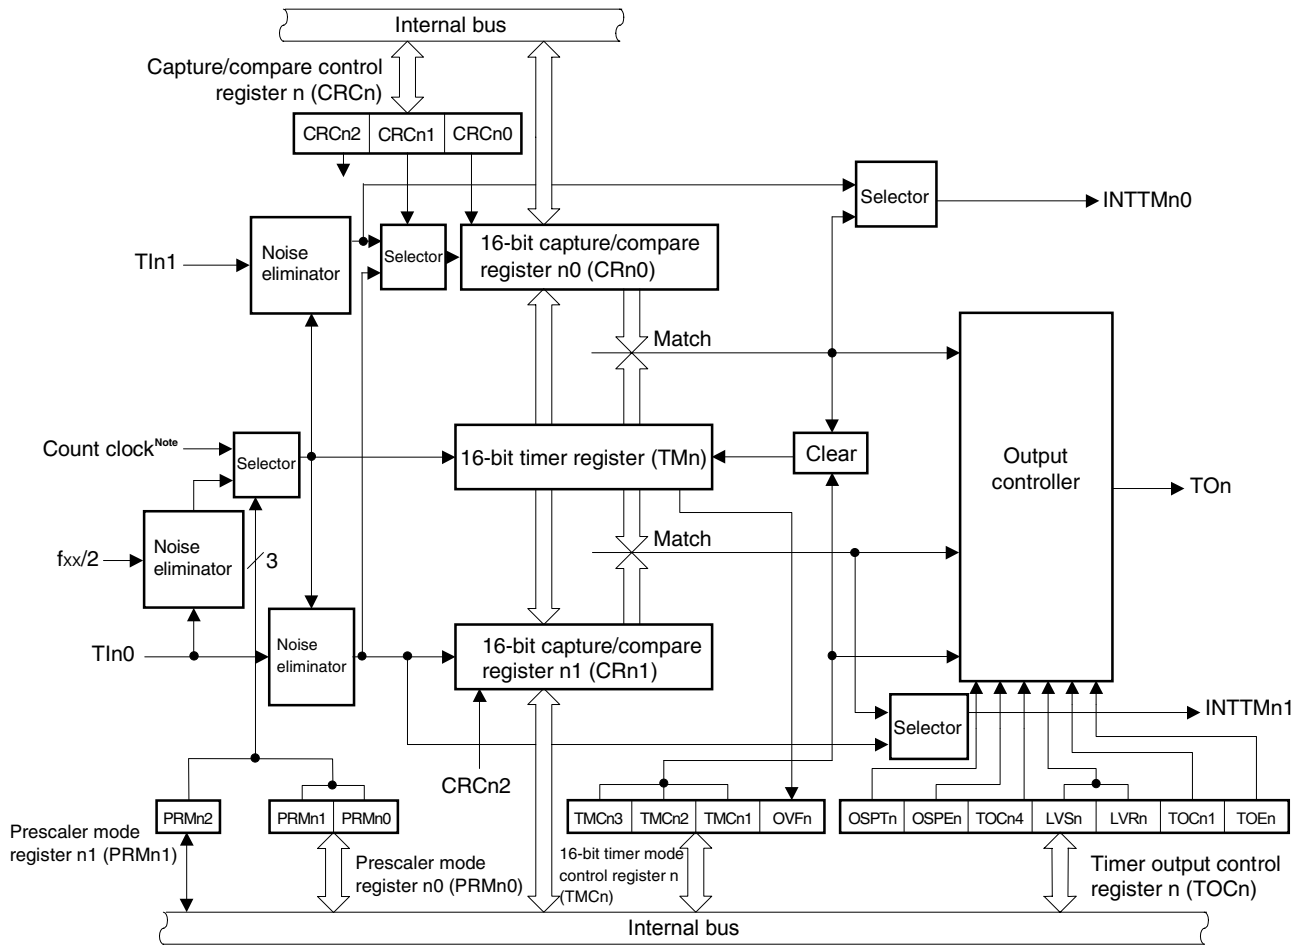 Internal bus
Capture/compare control
register n (CRCn)
CRCn2 CRCn1 CRCn0
Selector
INTTMn0
TIn1
Noise
eliminator
Selector
16-bit capture/compare
register n0 (CRn0)
Match
Count clockNote
Selector
16-bit timer register (TMn)
Clear
Output
controller
TOn
fxx/2
Noise
eliminator
3
Match
TIn0
Noise
eliminator
16-bit capture/compare
register n1 (CRn1)
Selector
INTTMn1
CRCn2
PRMn2
PRMn1 PRMn0
TMCn3 TMCn2 TMCn1 OVFn
OSPTn OSPEn TOCn4 LVSn LVRn TOCn1 TOEn
Prescaler mode
register n1 (PRMn1)
Prescaler mode
register n0 (PRMn0)
16-bit timer mode
control register n
(TMCn)
Timer output control
register n (TOCn)
Internal bus